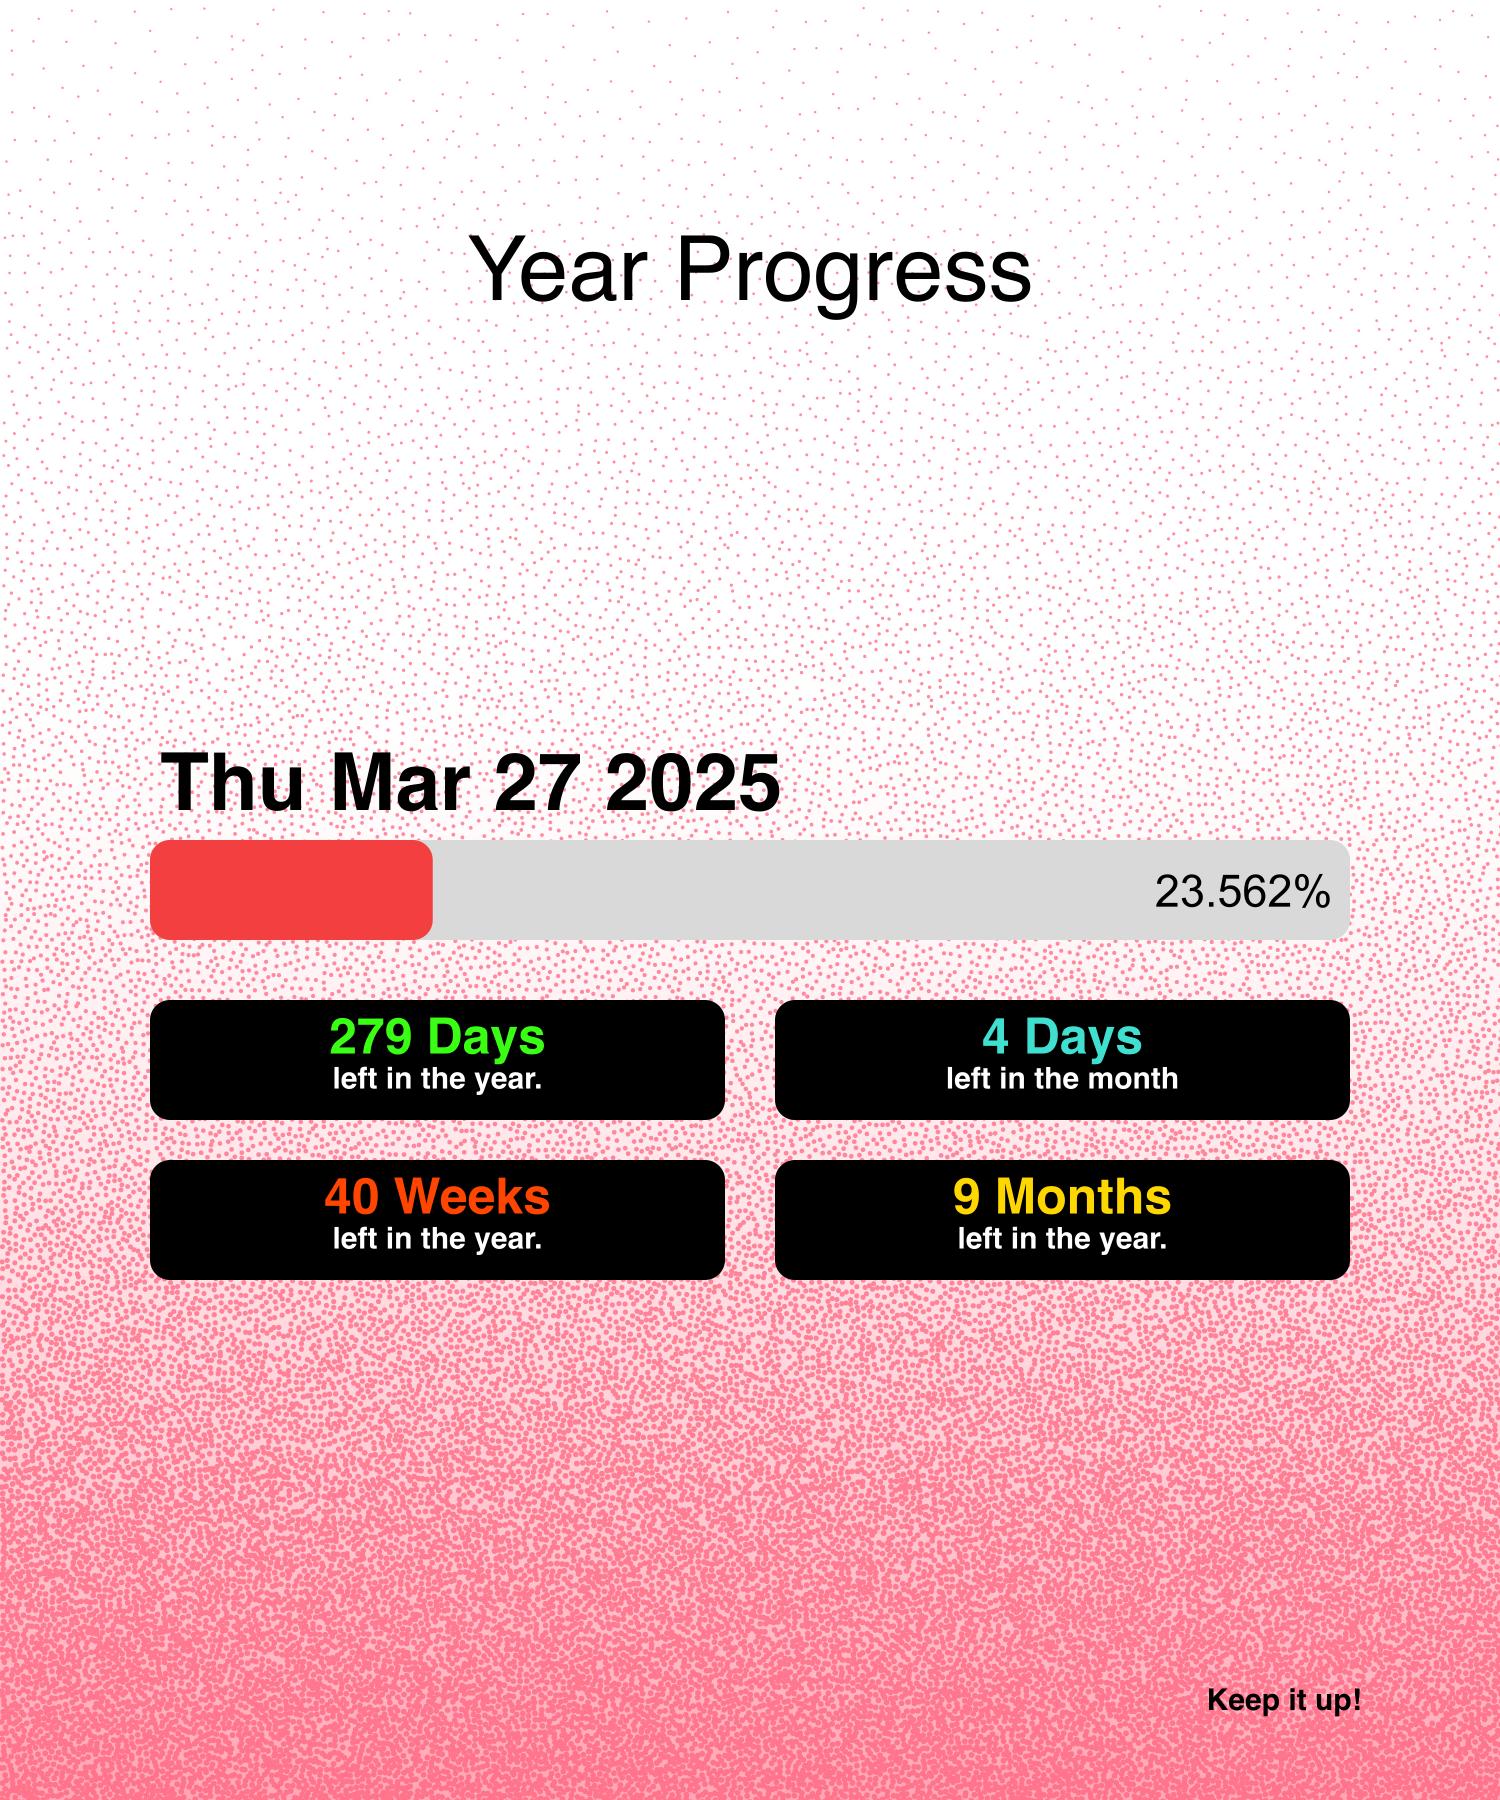 Year Progress
Thu Mar 27 2025
23.562%
279 Days
left in the year.
4 Days
left in the month
40 Weeks
left in the year.
9 Months
left in the year.
Keep it up!